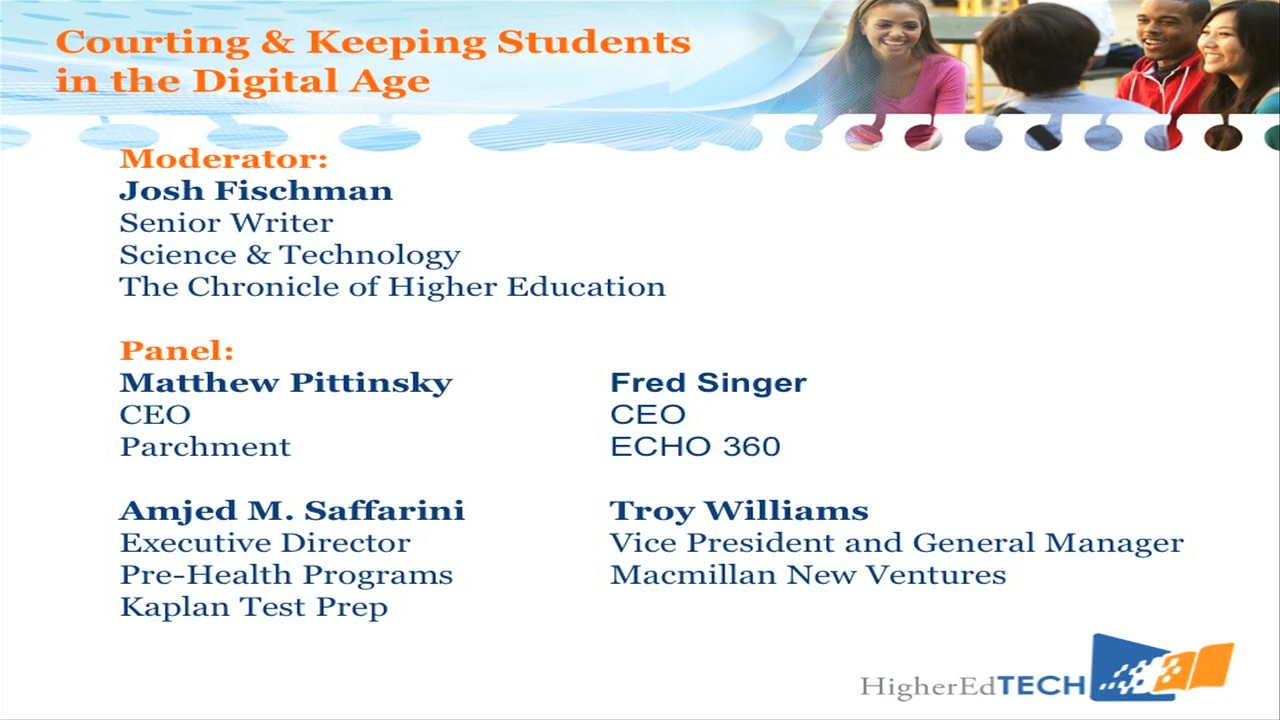 Courting & Keeping Students
in the Digital Age
Moderator:
Josh Fischman
Senior Writer
Science & Technology
The Chronicle of Higher Education
Panel:
Matthew Pittinsky
CEO
Parchment
Fred Singer
CEO
ECHO 360
Amjed M. Saffarini
Executive Director
Pre-Health Programs
Kaplan Test Prep
Troy Williams
Vice President and General Manager
Macmillan New Ventures
HigherEdTECH